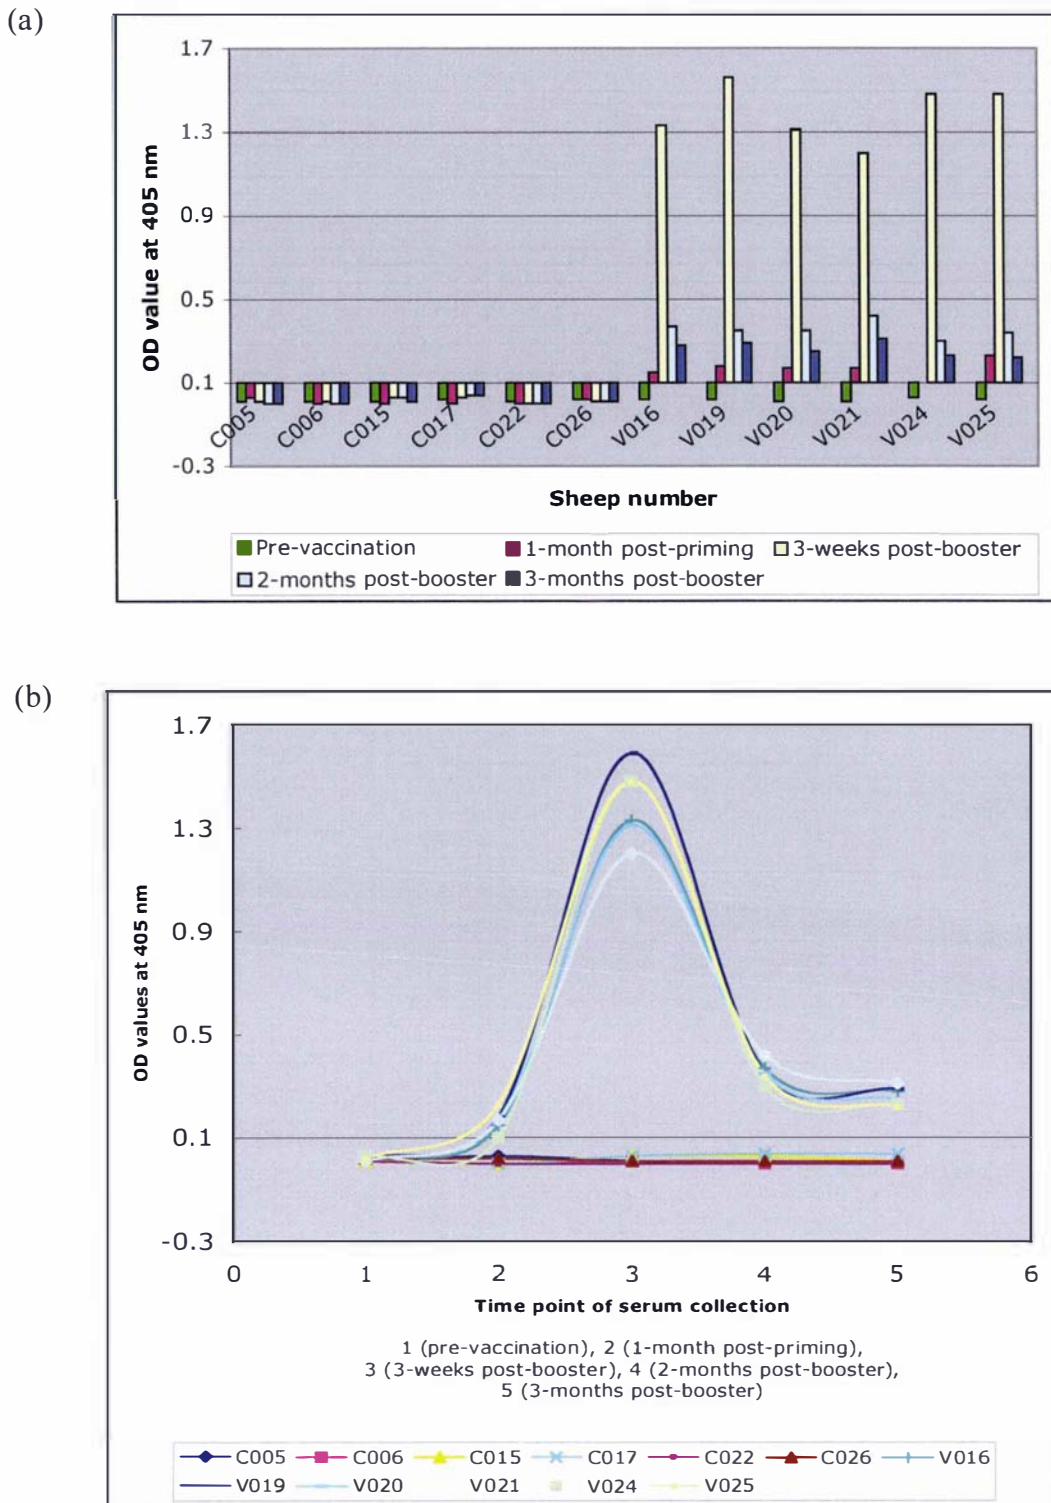 (a)
1.7
1.3
0.9
0.5
0.1
-0.3
OD value at 405 nm
C005 C006 C015 C017 C022 C026 V016 V019 V020 V021 V024 V025
Sheep number
Pre-vaccination 1-month post-priming 3-weeks post-booster
2-months post-booster 3-months post-booster
(b)
1.7
1.3
0.9
0.5
0.1
-0.3
OD values at 405 nm
0 1 2 3 4 5 6
Time point of serum collection
1 (pre-vaccination), 2 (1-month post-priming),
3 (3-weeks post-booster), 4 (2-months post-booster),
5 (3-months post-booster)
C005 C006 C015 C017 C022 C026 V016
V019 V020 V021 V024 V025